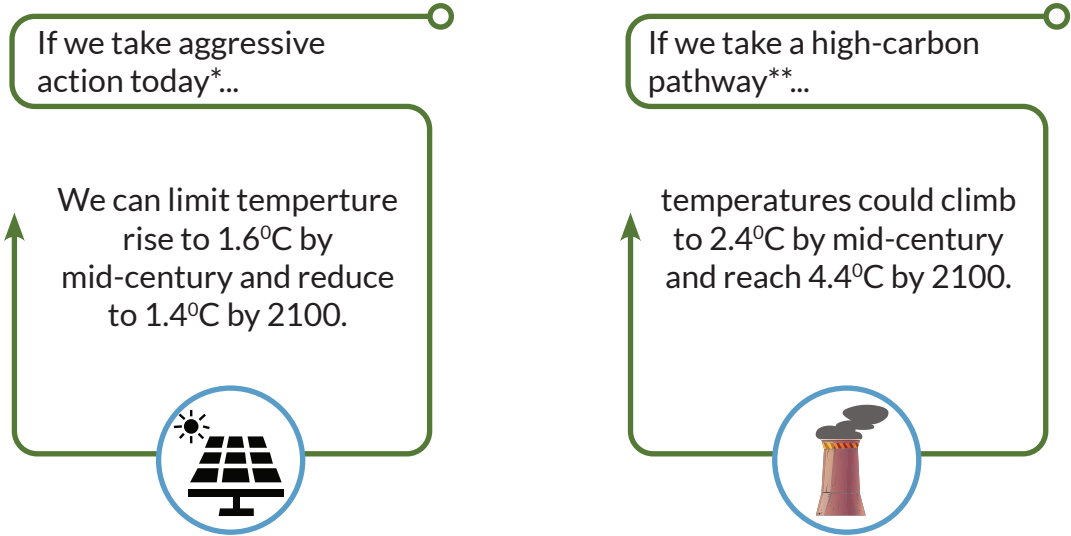 If we take aggressive
action today*...
We can limit temperture
rise to 1.6⁰C by
mid-century and reduce
to 1.4⁰C by 2100.
If we take a high-carbon
pathway**...
temperatures could climb
to 2.4⁰C by mid-century
and reach 4.4⁰C by 2100.